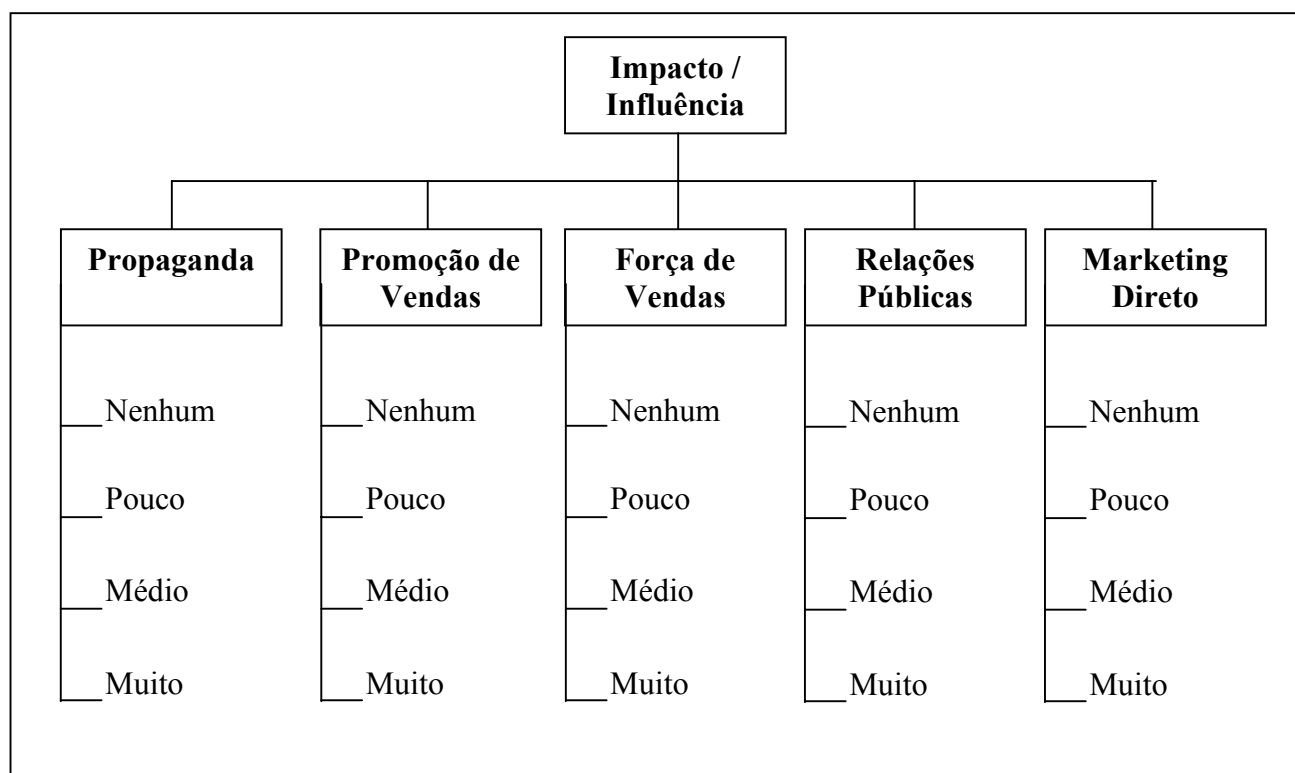 Impacto /
Influência
Propaganda
Promoção de
Vendas
Força de
Vendas
Relações
Públicas
Marketing
Direto
Nenhum Nenhum Nenhum Nenhum Nenhum
Pouco Pouco Pouco Pouco Pouco
Médio Médio Médio Médio Médio
Muito Muito Muito Muito Muito